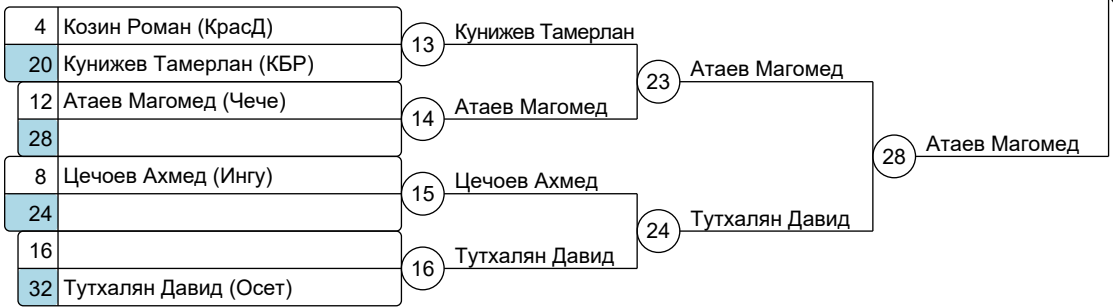 4 Козин Роман (КрасД)
20 Кунижев Тамерлан (КБР)
12 Атаев Магомед (Чече)
28
8 Цечоев Ахмед (Ингу)
24
16
32 Тутхалян Давид (Осет)
13 Кунижев Тамерлан
14 Атаев Магомед
15 Цечоев Ахмед
16 Тутхалян Давид
23 Атаев Магомед
24 Тутхалян Давид
28 Атаев Магомед